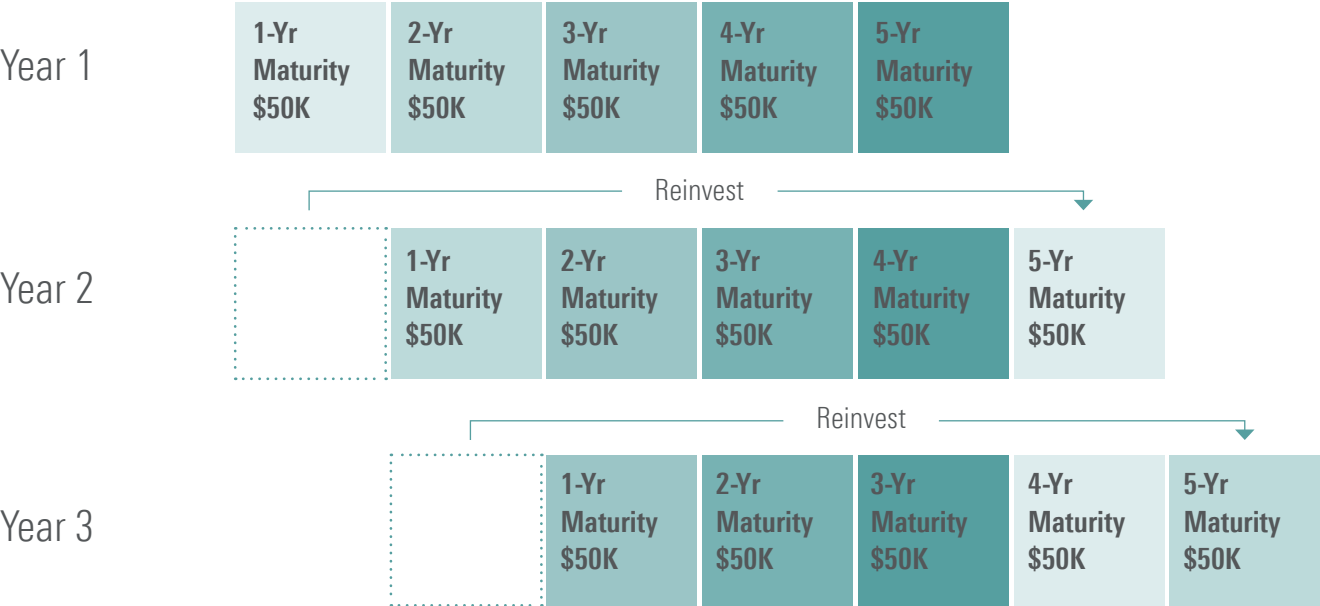 Year 1
1-Yr
Maturity
$50K
2-Yr
Maturity
$50K
3-Yr
Maturity
$50K
4-Yr
Maturity
$50K
5-Yr
Maturity
$50K
Reinvest
Year 2
1-Yr
Maturity
$50K
2-Yr
Maturity
$50K
3-Yr
Maturity
$50K
4-Yr
Maturity
$50K
5-Yr
Maturity
$50K
Reinvest
Year 3
1-Yr
Maturity
$50K
2-Yr
Maturity
$50K
3-Yr
Maturity
$50K
4-Yr
Maturity
$50K
5-Yr
Maturity
$50K